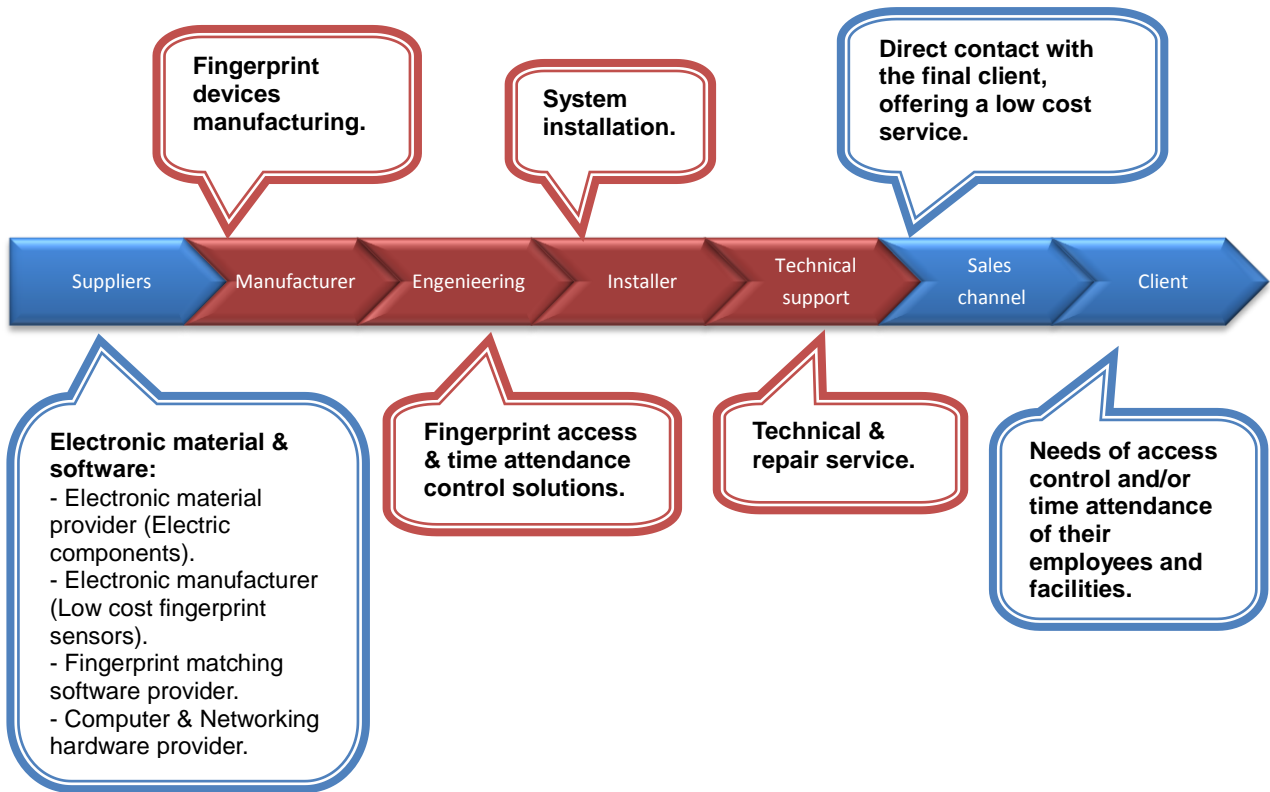 Fingerprint
devices
manufacturing.
System
installation.
Direct contact with
the final client,
offering a low cost
service.
Suppliers
Manufacturer
Engenieering
Installer
Technical
support
Sales
channel
Client
Electronic material &
software:
- Electronic material
provider (Electric
components).
- Electronic manufacturer
(Low cost fingerprint
sensors).
- Fingerprint matching
software provider.
- Computer & Networking
hardware provider.
Fingerprint access
& time attendance
control solutions.
Technical &
repair service.
Needs of access
control and/or
time attendance
of their
employees and
facilities.